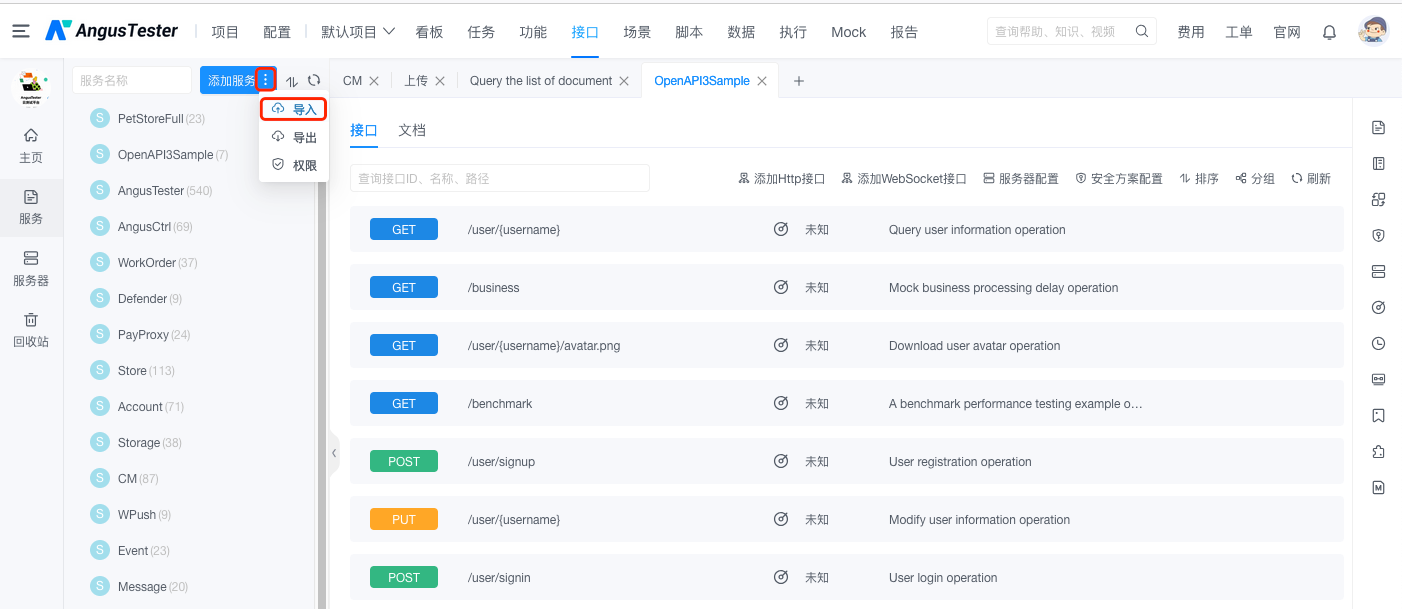 AngusTester 项目 配置 默认项目 看板 任务 功能 接口 场景 脚本 数据 执行 Mock 报告 查询帮助、知识、视频 费用 工单 官网
服务名称 添加服务 CM 上传 Query the list of document OpenAPI3Sample
导入
导出
权限
主页
服务
服务器
回收站
PetStoreFull (23)
OpenAPI3Sample (7)
AngusTester (540)
AngusCtrl (69)
WorkOrder (37)
Defender (9)
PayProxy (24)
Store (113)
Account (71)
Storage (38)
CM (87)
WPush (9)
Event (23)
Message (20)
接口 文档
查询接口ID、名称、路径 添加Http接口 添加WebSocket接口 服务器配置 安全方案配置 排序 分组 刷新
GET /user/{username} 未知 Query user information operation
GET /business 未知 Mock business processing delay operation
GET /user/{username}/avatar.png 未知 Download user avatar operation
GET /benchmark 未知 A benchmark performance testing example o…
POST /user/signup 未知 User registration operation
PUT /user/{username} 未知 Modify user information operation
POST /user/signin 未知 User login operation